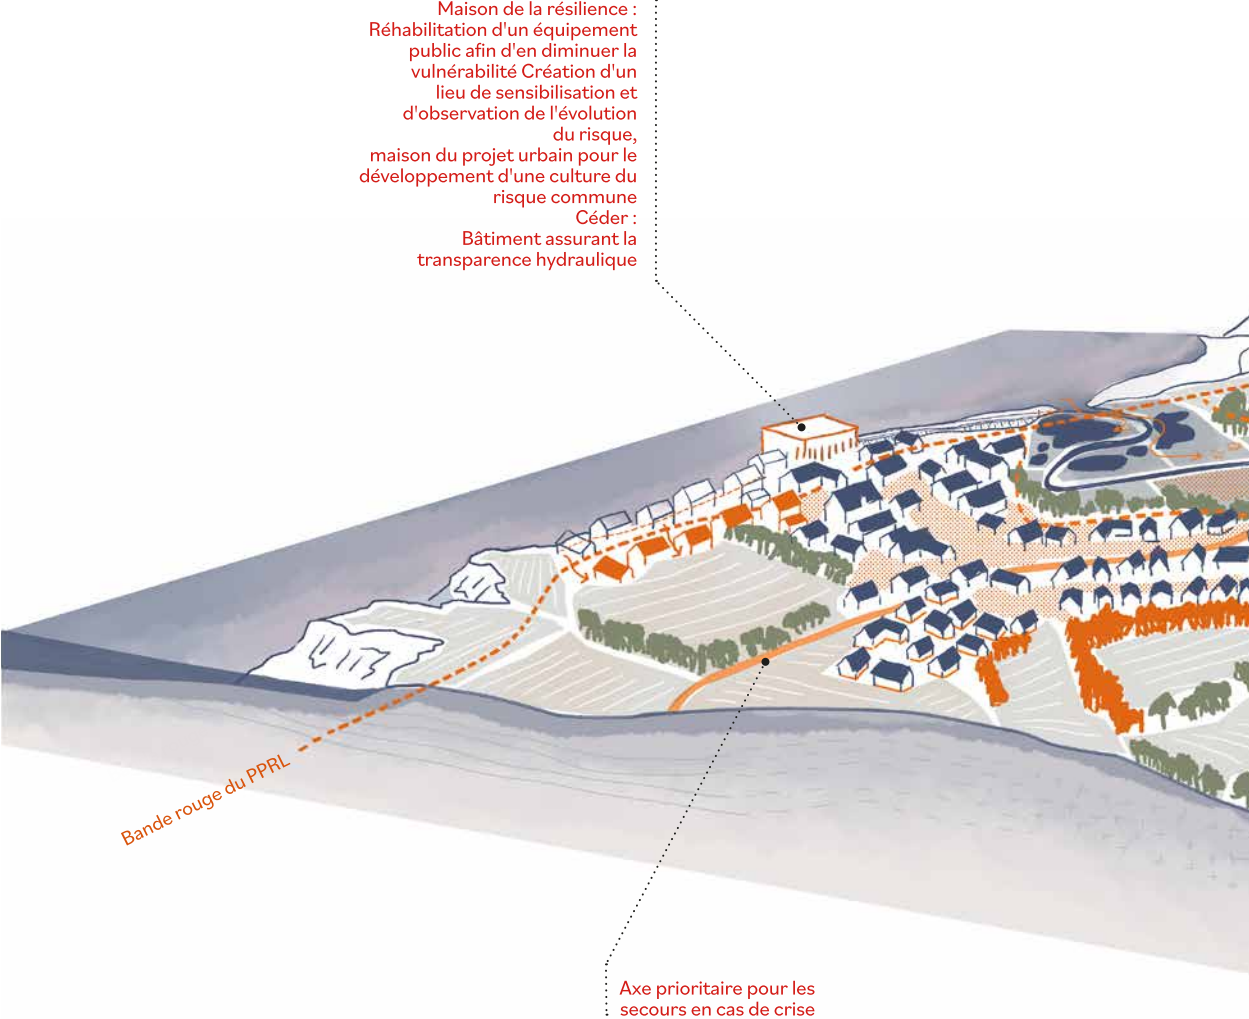 Maison de la résilience :
Réhabilitation d'un équipement
public afin d'en diminuer la
vulnérabilité Création d'un
lieu de sensibilisation et
d'observation de l'évolution
du risque,
maison du projet urbain pour le
développement d'une culture du
risque commune
Céder :
Bâtiment assurant la
transparence hydraulique
Bande rouge du PPRL
Axe prioritaire pour les
secours en cas de crise